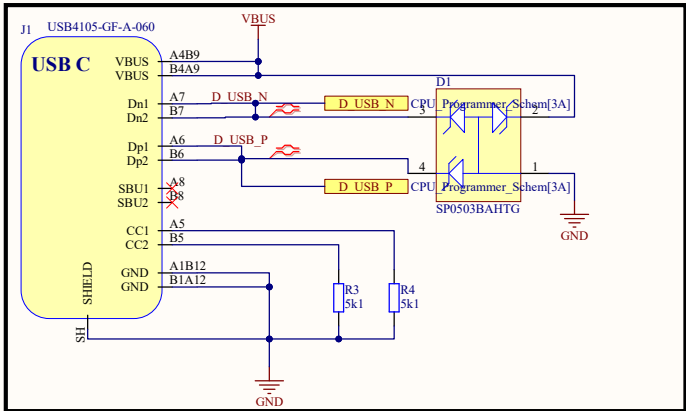 J1
USB4105-GF-A-060
VBUS
USB C
VBUS
A4B9
VBUS
B4A9
D1
Dn1
A7
D_USB_N
D_USB_N
CPU_Programmer_Schem[3A]
Dn2
B7
3
2
Dp1
A6
D_USB_P
Dp2
B6
4
1
D_USB_P
CPU_Programmer_Schem[3A]
SBU1
A8
SBU2
B8
SP0503BAHTG
GND
CC1
A5
CC2
B5
GND
A1B12
GND
B1A12
SHIELD
R3
5k1
R4
5k1
SH
GND